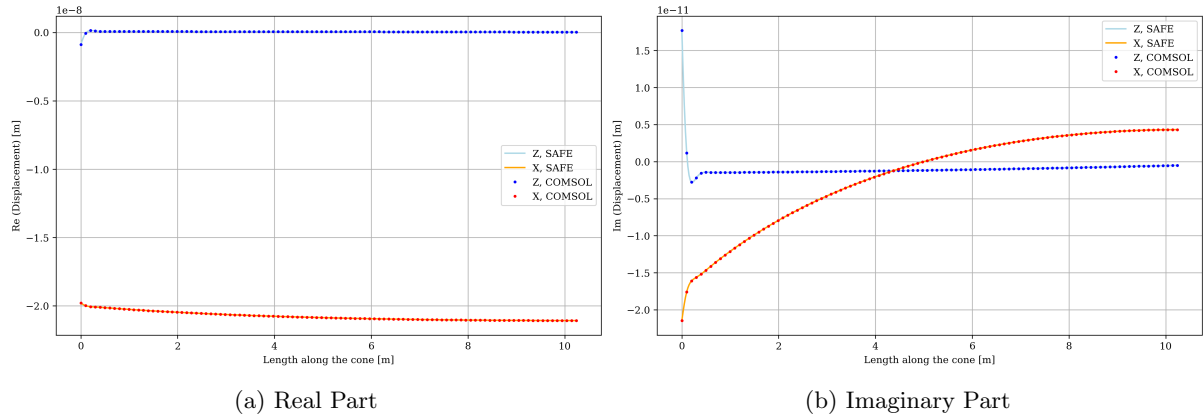 1e−8
0.0
−0.5
−1.0
−1.5
−2.0
Re (Displacement) [m]
Z, SAFE
X, SAFE
Z, COMSOL
X, COMSOL
0 2 4 6 8 10
Length along the cone [m]
(a) Real Part
1e−11
1.5
1.0
0.5
0.0
−0.5
−1.0
−1.5
−2.0
Im (Displacement) [m]
Z, SAFE
X, SAFE
Z, COMSOL
X, COMSOL
0 2 4 6 8 10
Length along the cone [m]
(b) Imaginary Part